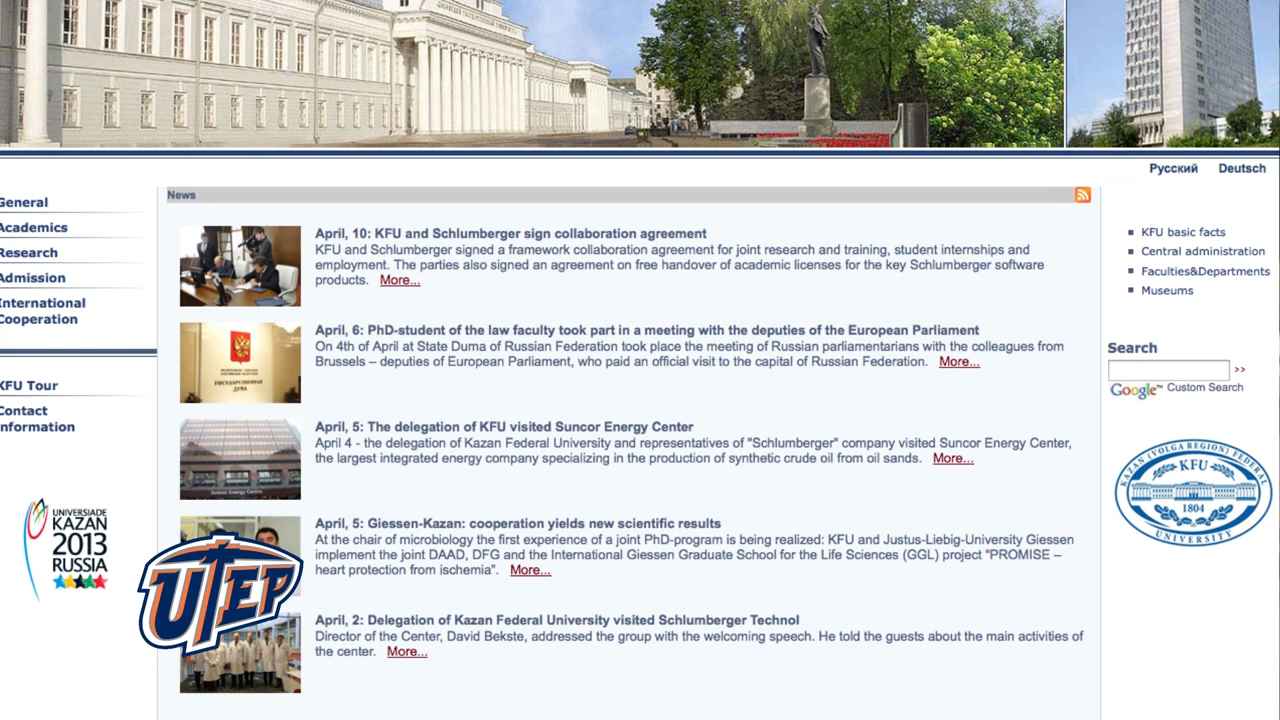 Русский Deutsch
General
Academics
Research
Admission
International
Cooperation
KFU Tour
Contact
nformation
UNIVERSIADE
KAZAN
2013
RUSSIA
UTEP
News
April, 10: KFU and Schlumberger sign collaboration agreement
KFU and Schlumberger signed a framework collaboration agreement for joint research and training, student internships and
employment. The parties also signed an agreement on free handover of academic licenses for the key Schlumberger software
products. More...
April, 6: PhD-student of the law faculty took part in a meeting with the deputies of the European Parliament
On 4th of April at State Duma of Russian Federation took place the meeting of Russian parliamentarians with the colleagues from
Brussels – deputies of European Parliament, who paid an official visit to the capital of Russian Federation. More...
ГОСУДАРСТВЕННАЯ
ДУМА
April, 5: The delegation of KFU visited Suncor Energy Center
April 4 - the delegation of Kazan Federal University and representatives of "Schlumberger" company visited Suncor Energy Center,
the largest integrated energy company specializing in the production of synthetic crude oil from oil sands. More...
Suncor Energy Centre
April, 5: Giessen-Kazan: cooperation yields new scientific results
At the chair of microbiology the first experience of a joint PhD-program is being realized: KFU and Justus-Liebig-University Giessen
implement the joint DAAD, DFG and the International Giessen Graduate School for the Life Sciences (GGL) project “PROMISE –
heart protection from ischemia”. More...
April, 2: Delegation of Kazan Federal University visited Schlumberger Technol
Director of the Center, David Bekste, addressed the group with the welcoming speech. He told the guests about the main activities of
the center. More...
KFU basic facts
Central administration
Faculties&Departments
Museums
Search
>>
Google™ Custom Search
KAZAN (VOLGA REGION) FEDERAL
KFU
1804
UNIVERSITY